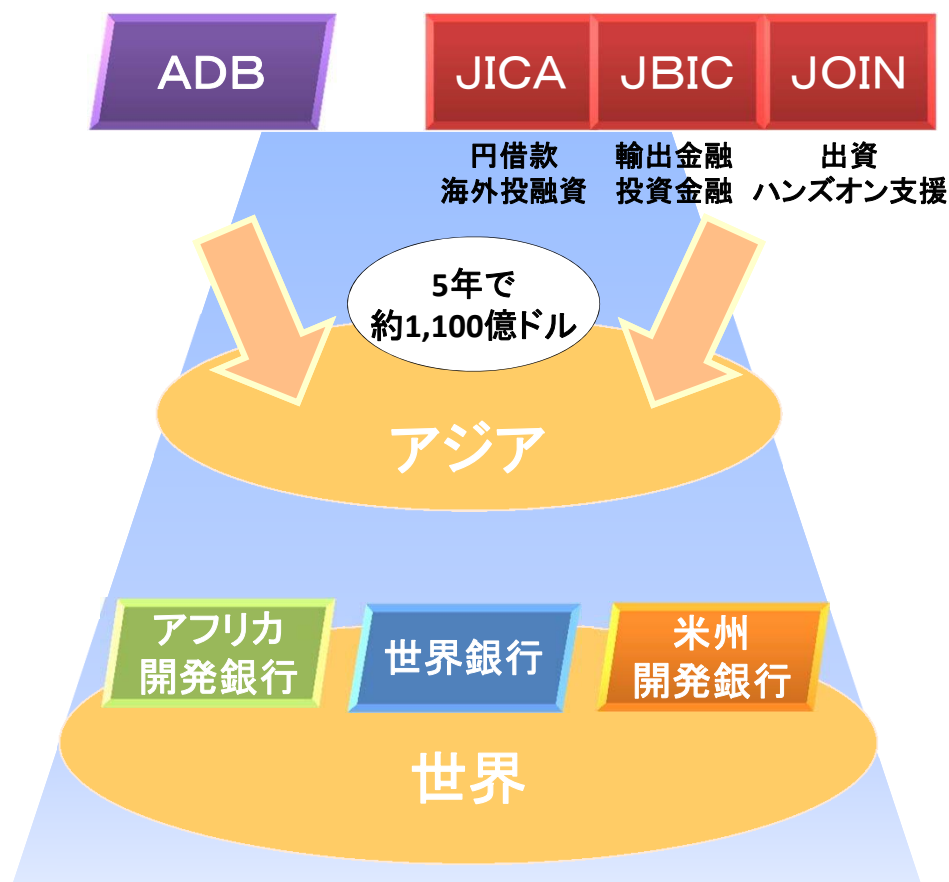 ADB
JICA
JBIC
JOIN
円借款
海外投融資
輸出金融
投資金融
出資
ハンズオン支援
5年で
約1,100億ドル
アジア
アフリカ
開発銀行
世界銀行
米州
開発銀行
世界